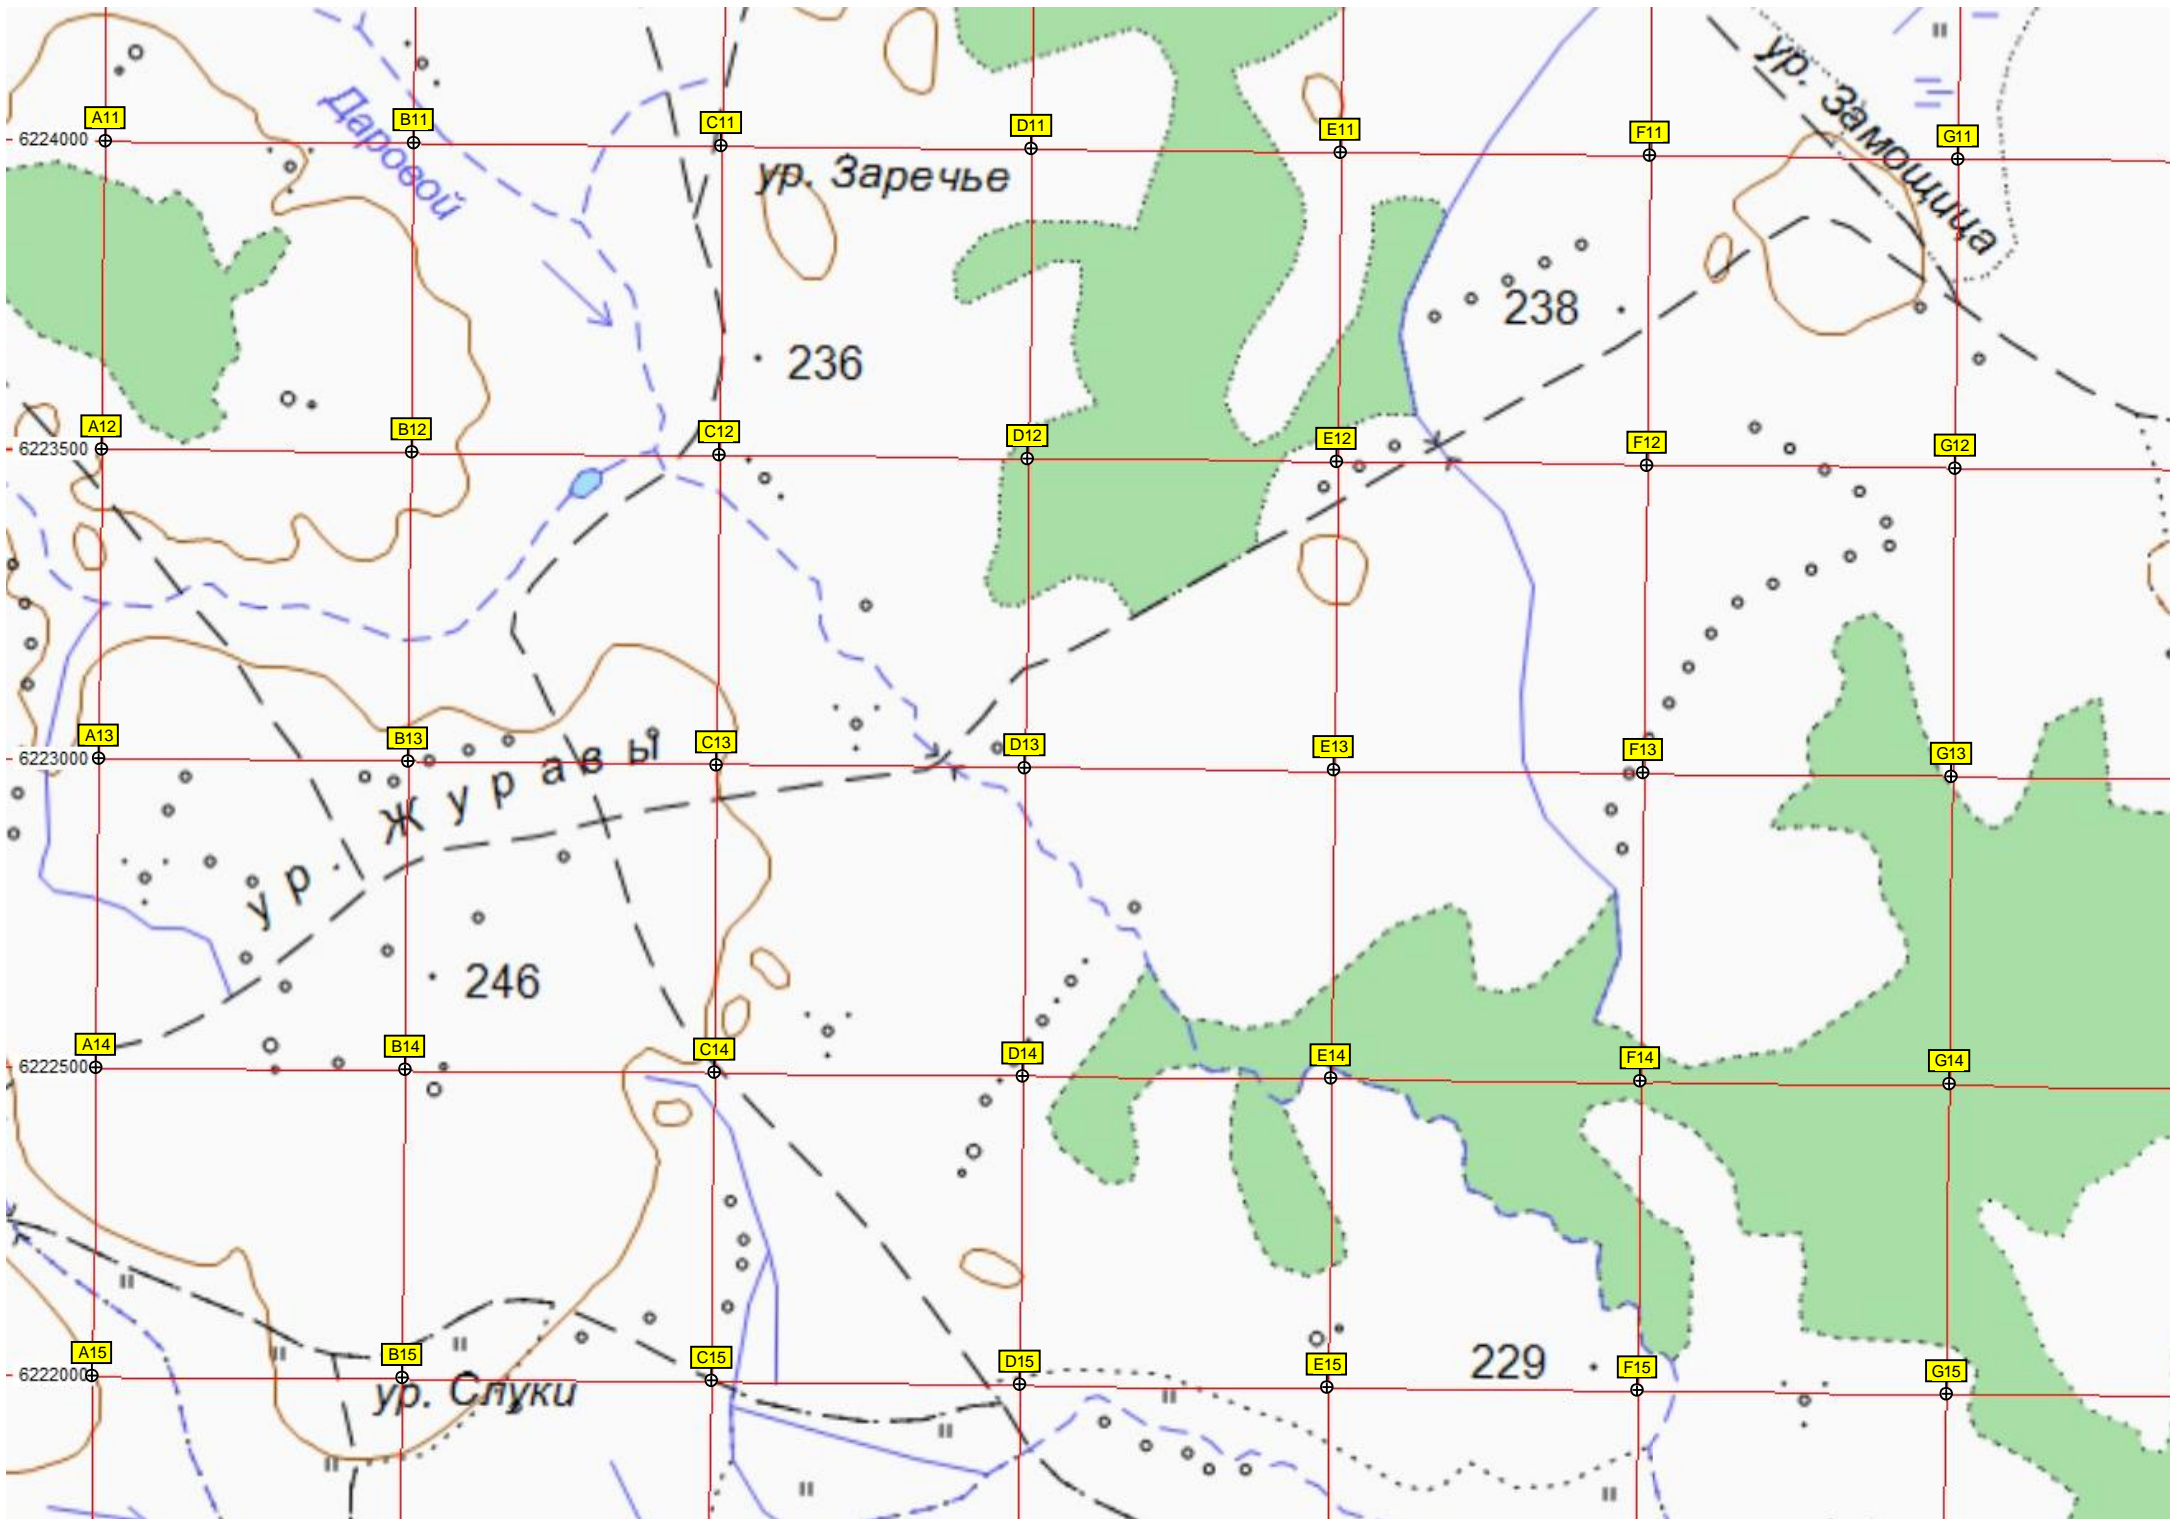 ур. Замощица
A11
B11
C11
D11
E11
F11
G11
6224000
Даровой
ур. Заречье
238
236
A12
B12
C12
D12
E12
F12
G12
6223500
A13
B13
C13
D13
E13
F13
G13
6223000
ур. Журавы
246
A14
B14
C14
D14
E14
F14
G14
6222500
A15
B15
C15
D15
E15
F15
G15
6222000
229
ур. Слуки